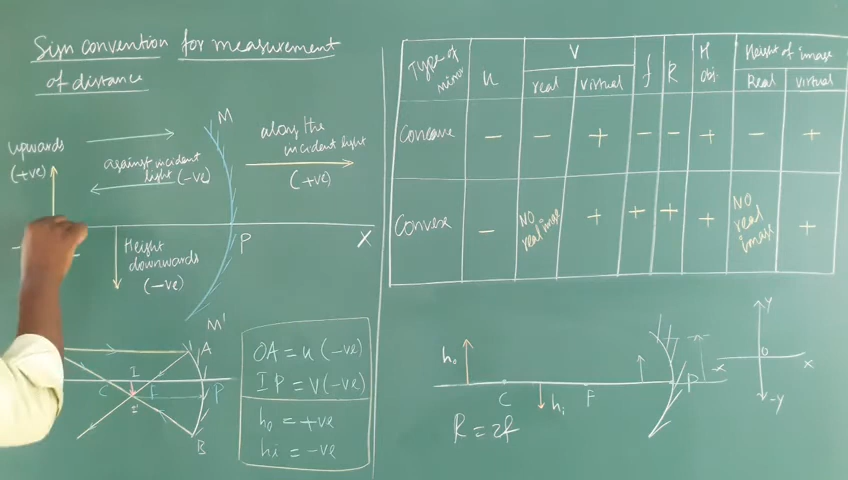 Sign convention for measurement
of distance
upwards
(+ve)
against incident
light (-ve)
M
along the
incident light
(+ve)
P
X
Height
downwards
(-ve)
M'
A
I
C
F
P
I'
B
OA = u (-ve)
IP = V (-ve)
ho = +ve
hi = -ve
Type of
mirror
u
V
real
virtual
f
R
H
obj.
Height of image
Real
virtual
Concave
- - + - - + - +
Convex
-
NO
real image
+ + + +
NO
real
image
+
ho
C
hi
F
P
R = 2f
Y
O
X
-X
-Y